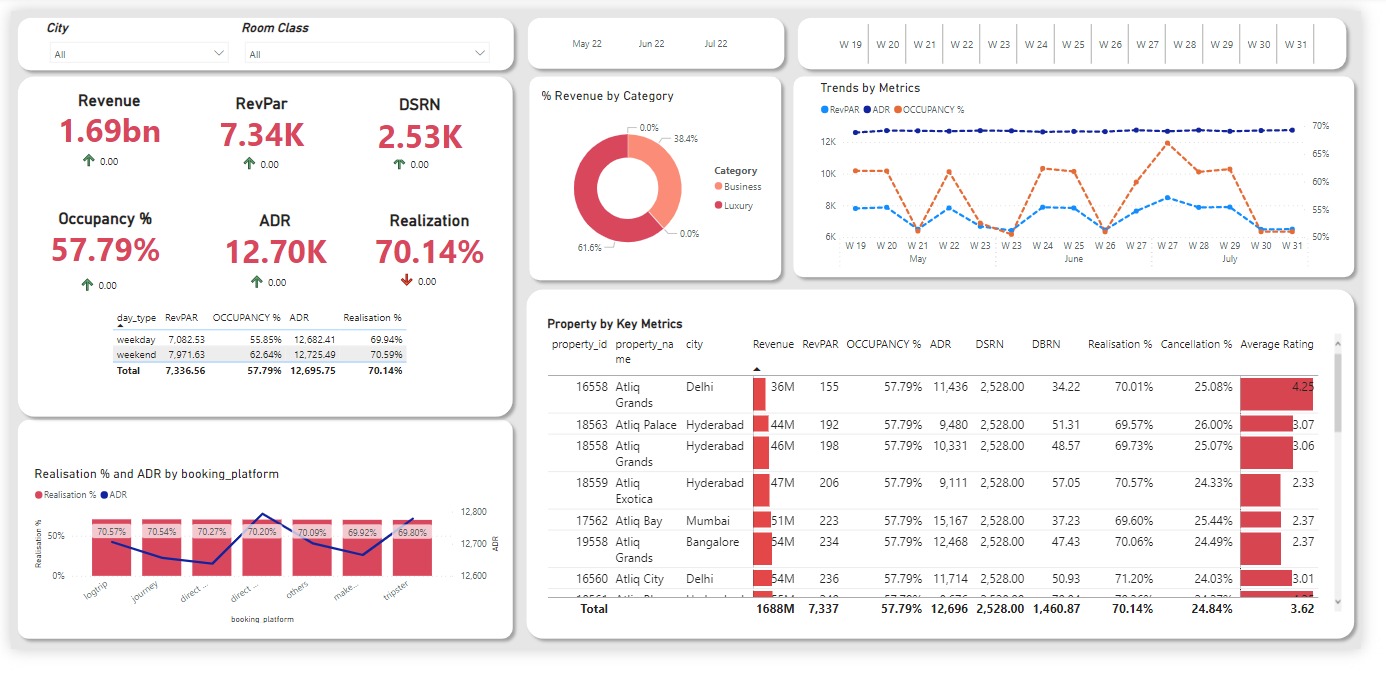 City Room Class
All All
May 22 Jun 22 Jul 22
W 19 W 20 W 21 W 22 W 23 W 24 W 25 W 26 W 27 W 28 W 29 W 30 W 31
Revenue RevPar DSRN
1.69bn 7.34K 2.53K
0.00 0.00 0.00
Occupancy % ADR Realization
57.79% 12.70K 70.14%
0.00 0.00 0.00
day_type RevPAR OCCUPANCY % ADR Realisation %
weekday 7,082.53 55.85% 12,682.41 69.94%
weekend 7,971.63 62.64% 12,725.49 70.59%
Total 7,336.56 57.79% 12,695.75 70.14%
Realisation % and ADR by booking_platform
Realisation % ADR
Realisation %
50%
0%
70.57% 70.54% 70.27% 70.20% 70.09% 69.92% 69.80%
12,800
12,700
12,600
ADR
logtrip journey direct ... direct ... others make... tripster
booking_platform
% Revenue by Category
0.0%
38.4%
0.0%
61.6%
Category
Business
Luxury
Trends by Metrics
RevPAR ADR OCCUPANCY %
12K
10K
8K
6K
70%
65%
60%
55%
50%
W 19 W 20 W 21 W 22 W 23 W 23 W 24 W 25 W 26 W 27 W 27 W 28 W 29 W 30 W 31
May June July
Property by Key Metrics
property_id property_na
me city Revenue RevPAR OCCUPANCY % ADR DSRN DBRN Realisation % Cancellation % Average Rating
16558 Atliq
Grands Delhi 36M 155 57.79% 11,436 2,528.00 34.22 70.01% 25.08% 4.25
18563 Atliq Palace Hyderabad 44M 192 57.79% 9,480 2,528.00 51.31 69.57% 26.00% 3.07
18558 Atliq
Grands Hyderabad 46M 198 57.79% 10,331 2,528.00 48.57 69.73% 25.07% 3.06
18559 Atliq
Exotica Hyderabad 47M 206 57.79% 9,111 2,528.00 57.05 70.57% 24.33% 2.33
17562 Atliq Bay Mumbai 51M 223 57.79% 15,167 2,528.00 37.23 69.60% 25.44% 2.37
19558 Atliq
Grands Bangalore 54M 234 57.79% 12,468 2,528.00 47.43 70.06% 24.49% 2.37
16560 Atliq City Delhi 54M 236 57.79% 11,714 2,528.00 50.93 71.20% 24.03% 3.01
Total 1688M 7,337 57.79% 12,696 2,528.00 1,460.87 70.14% 24.84% 3.62